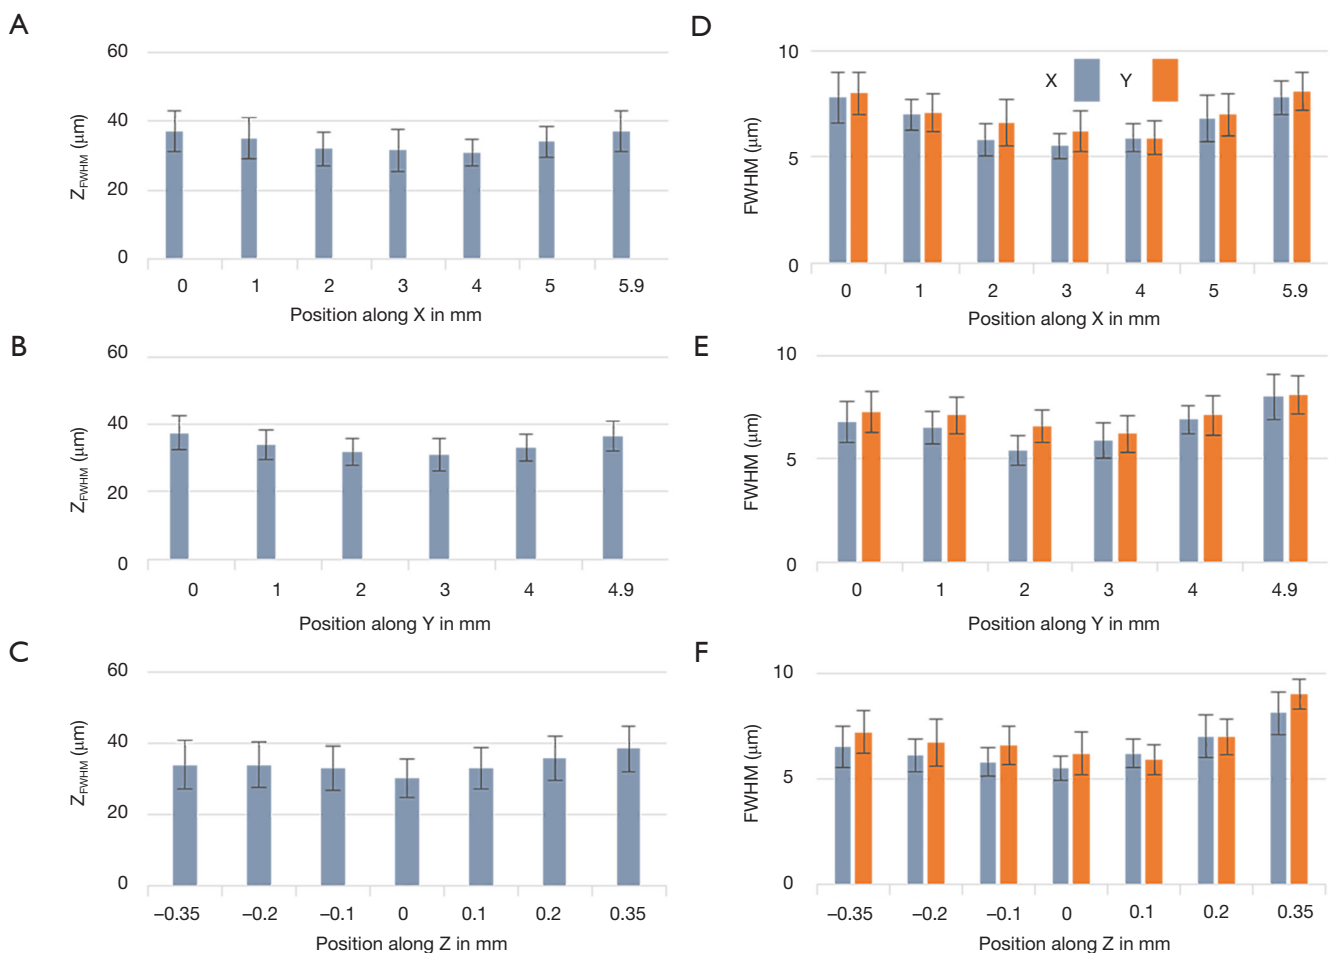 A
60
40
20
0
Z_FWHM (μm)
0 1 2 3 4 5 5.9
Position along X in mm
B
60
40
20
0
Z_FWHM (μm)
0 1 2 3 4 4.9
Position along Y in mm
C
60
40
20
0
Z_FWHM (μm)
−0.35 −0.2 −0.1 0 0.1 0.2 0.35
Position along Z in mm
D
10
X Y
5
0
FWHM (μm)
0 1 2 3 4 5 5.9
Position along X in mm
E
10
5
0
FWHM (μm)
0 1 2 3 4 4.9
Position along Y in mm
F
10
5
0
FWHM (μm)
−0.35 −0.2 −0.1 0 0.1 0.2 0.35
Position along Z in mm